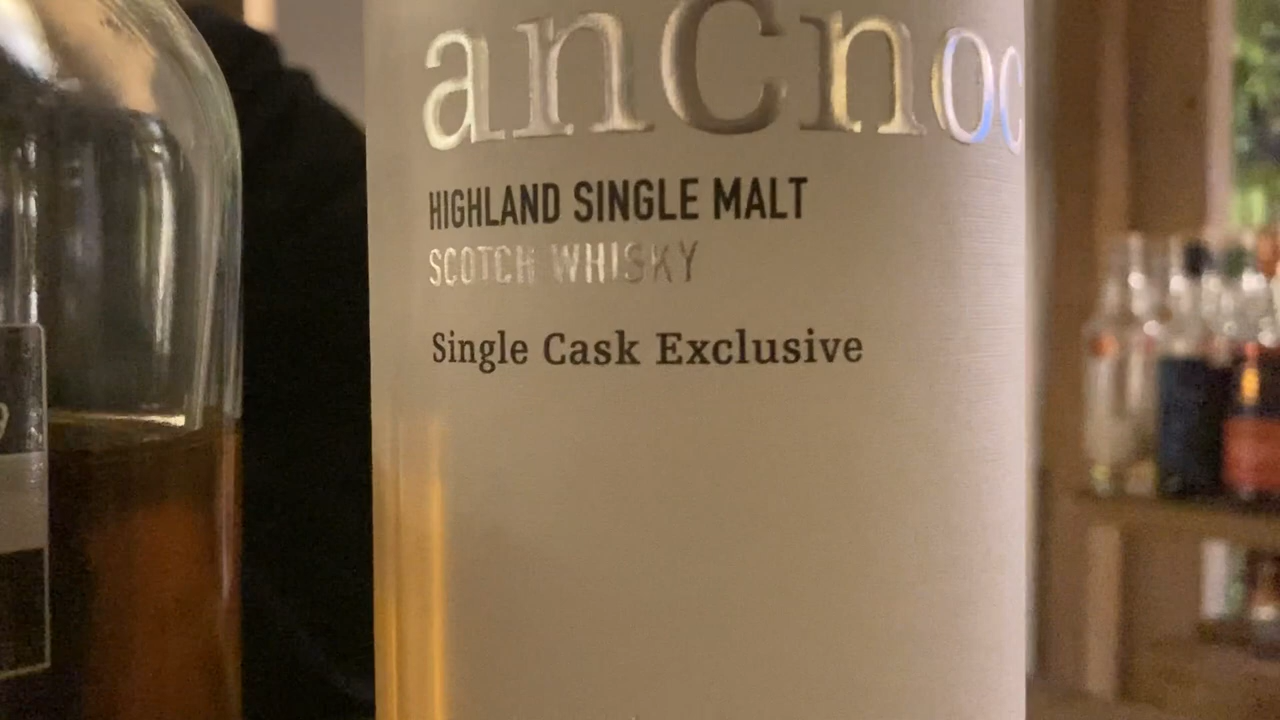 anCnoc
HIGHLAND SINGLE MALT
SCOTCH WHISKY
Single Cask Exclusive